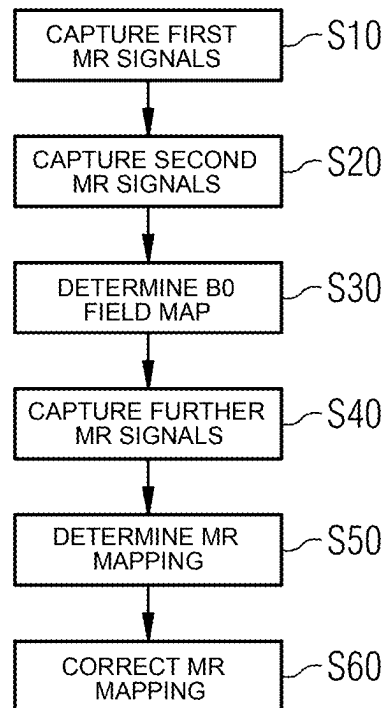 CAPTURE FIRST
MR SIGNALS
S10
CAPTURE SECOND
MR SIGNALS
S20
DETERMINE B0
FIELD MAP
S30
CAPTURE FURTHER
MR SIGNALS
S40
DETERMINE MR
MAPPING
S50
CORRECT MR
MAPPING
S60